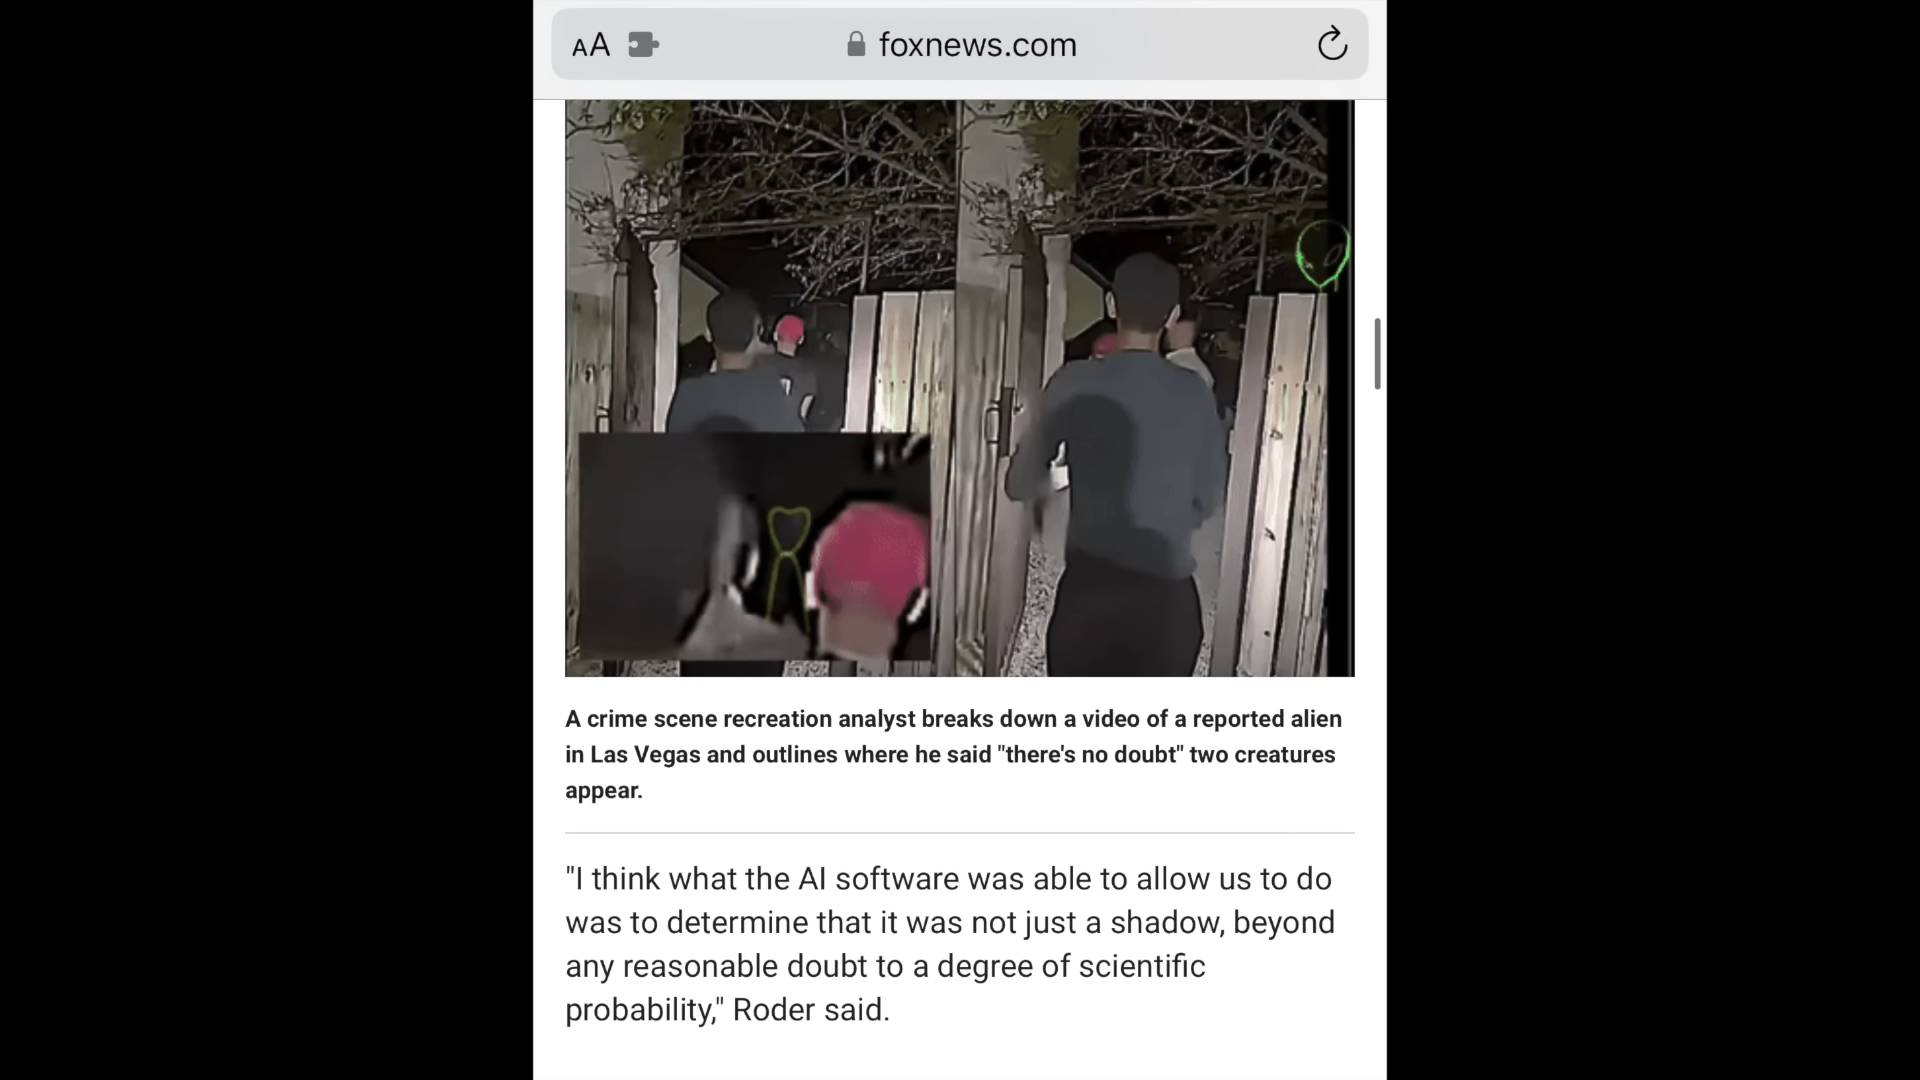 AA
foxnews.com
A crime scene recreation analyst breaks down a video of a reported alien
in Las Vegas and outlines where he said "there's no doubt" two creatures
appear.
"I think what the AI software was able to allow us to do
was to determine that it was not just a shadow, beyond
any reasonable doubt to a degree of scientific
probability," Roder said.